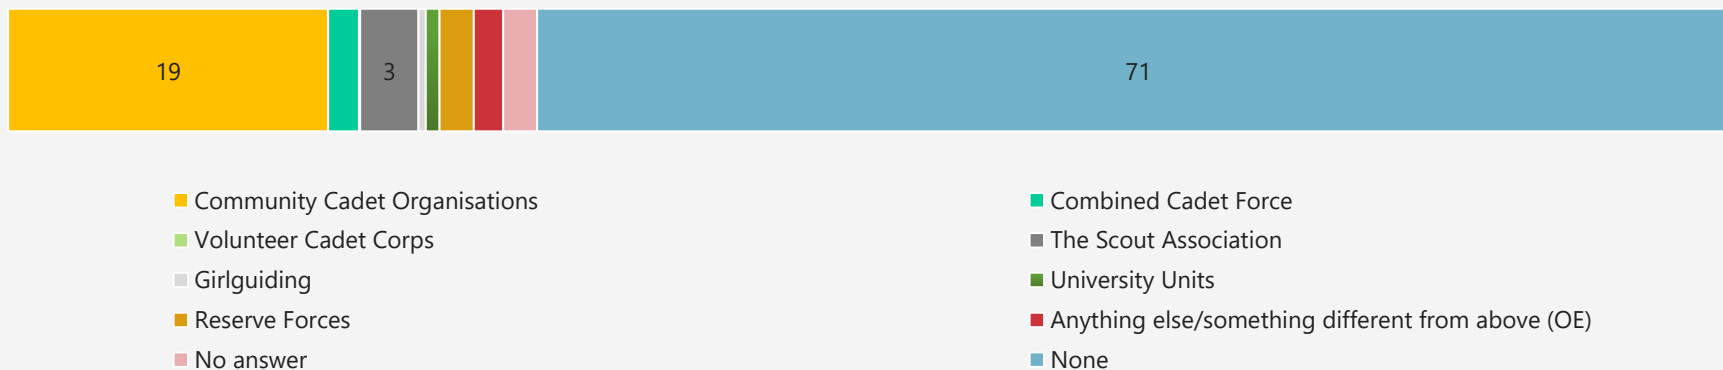 19
3
71
Community Cadet Organisations
Combined Cadet Force
Volunteer Cadet Corps
The Scout Association
Girlguiding
University Units
Reserve Forces
Anything else/something different from above (OE)
No answer
None